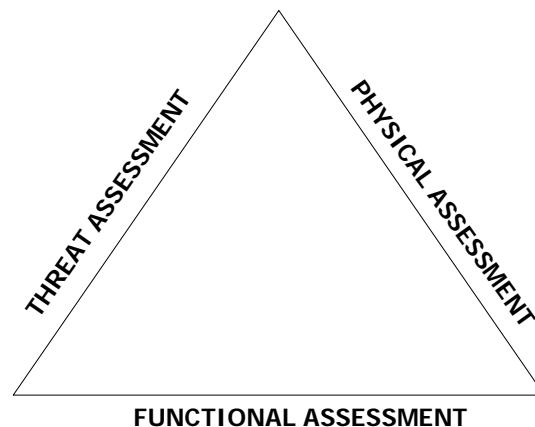 THREAT ASSESSMENT
PHYSICAL ASSESSMENT
FUNCTIONAL ASSESSMENT